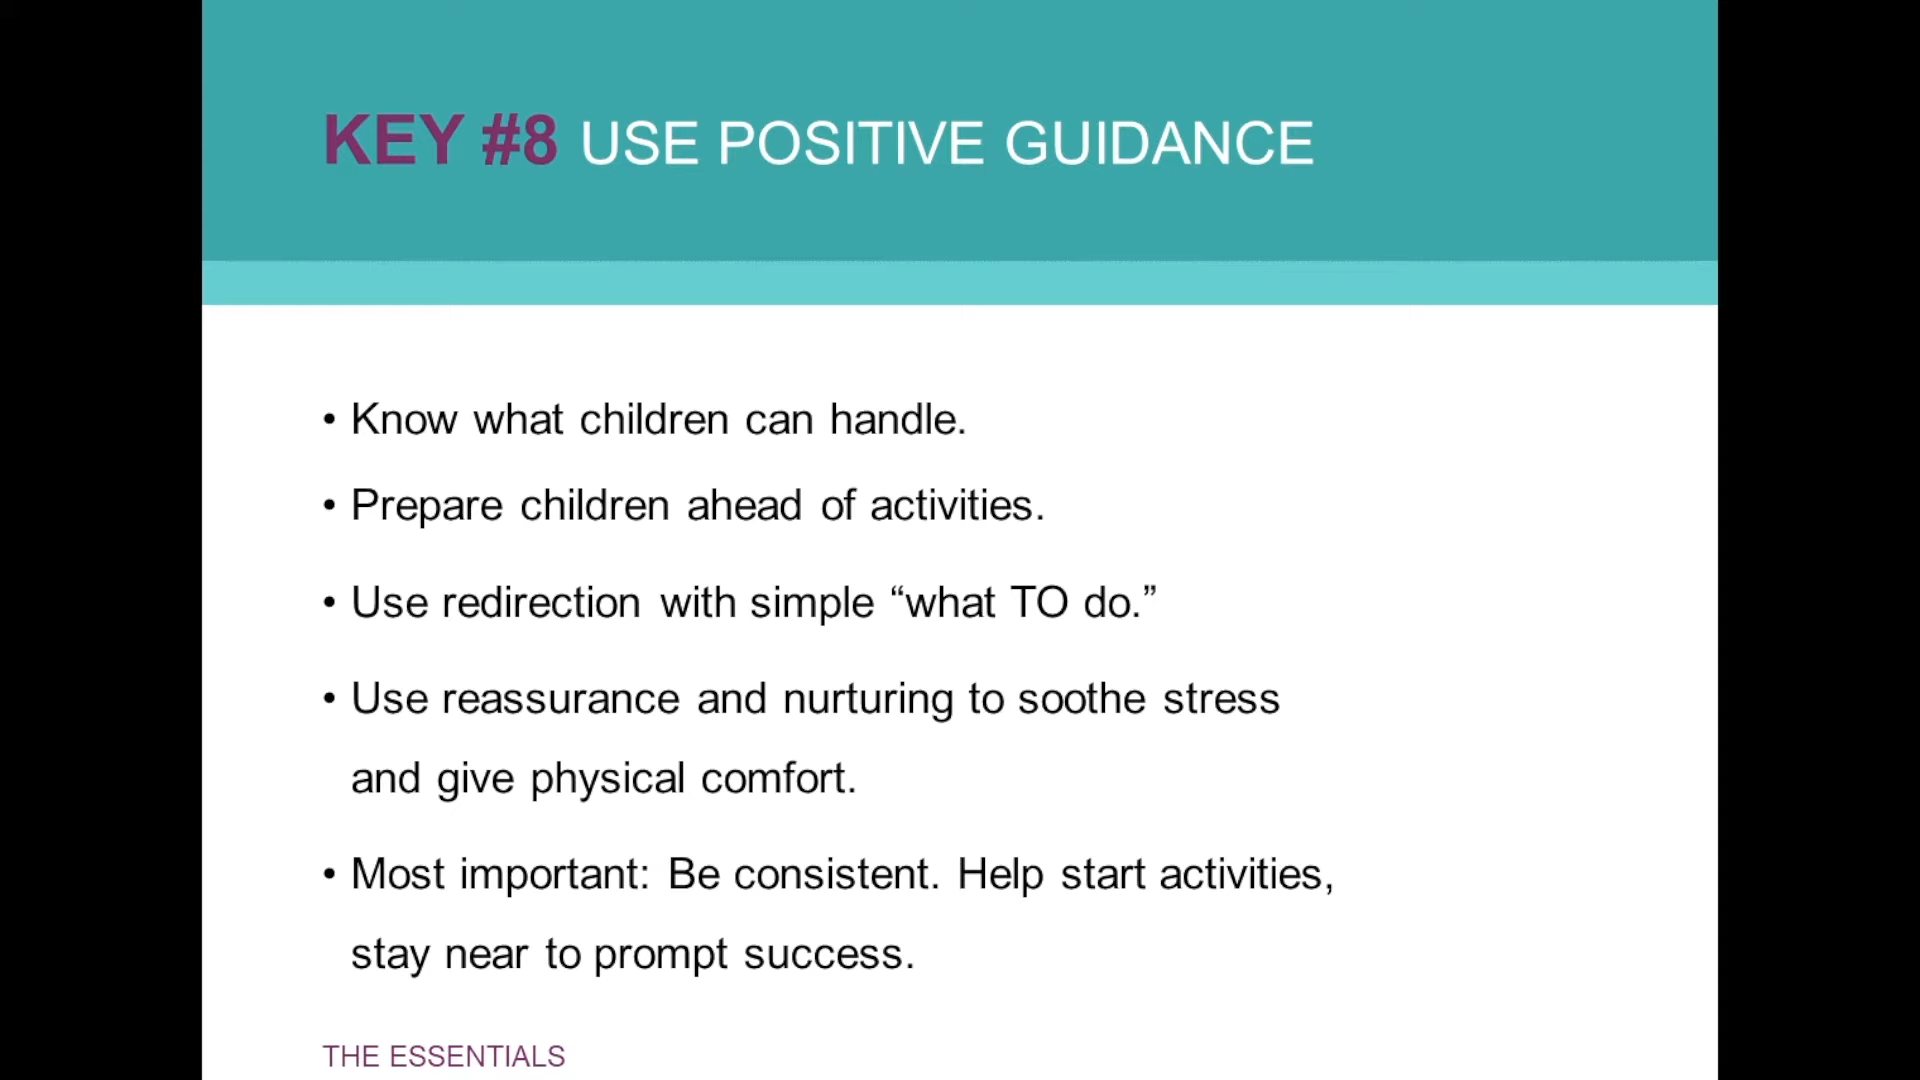 KEY #8 USE POSITIVE GUIDANCE
• Know what children can handle.
• Prepare children ahead of activities.
• Use redirection with simple “what TO do.”
• Use reassurance and nurturing to soothe stress
and give physical comfort.
• Most important: Be consistent. Help start activities,
stay near to prompt success.
THE ESSENTIALS